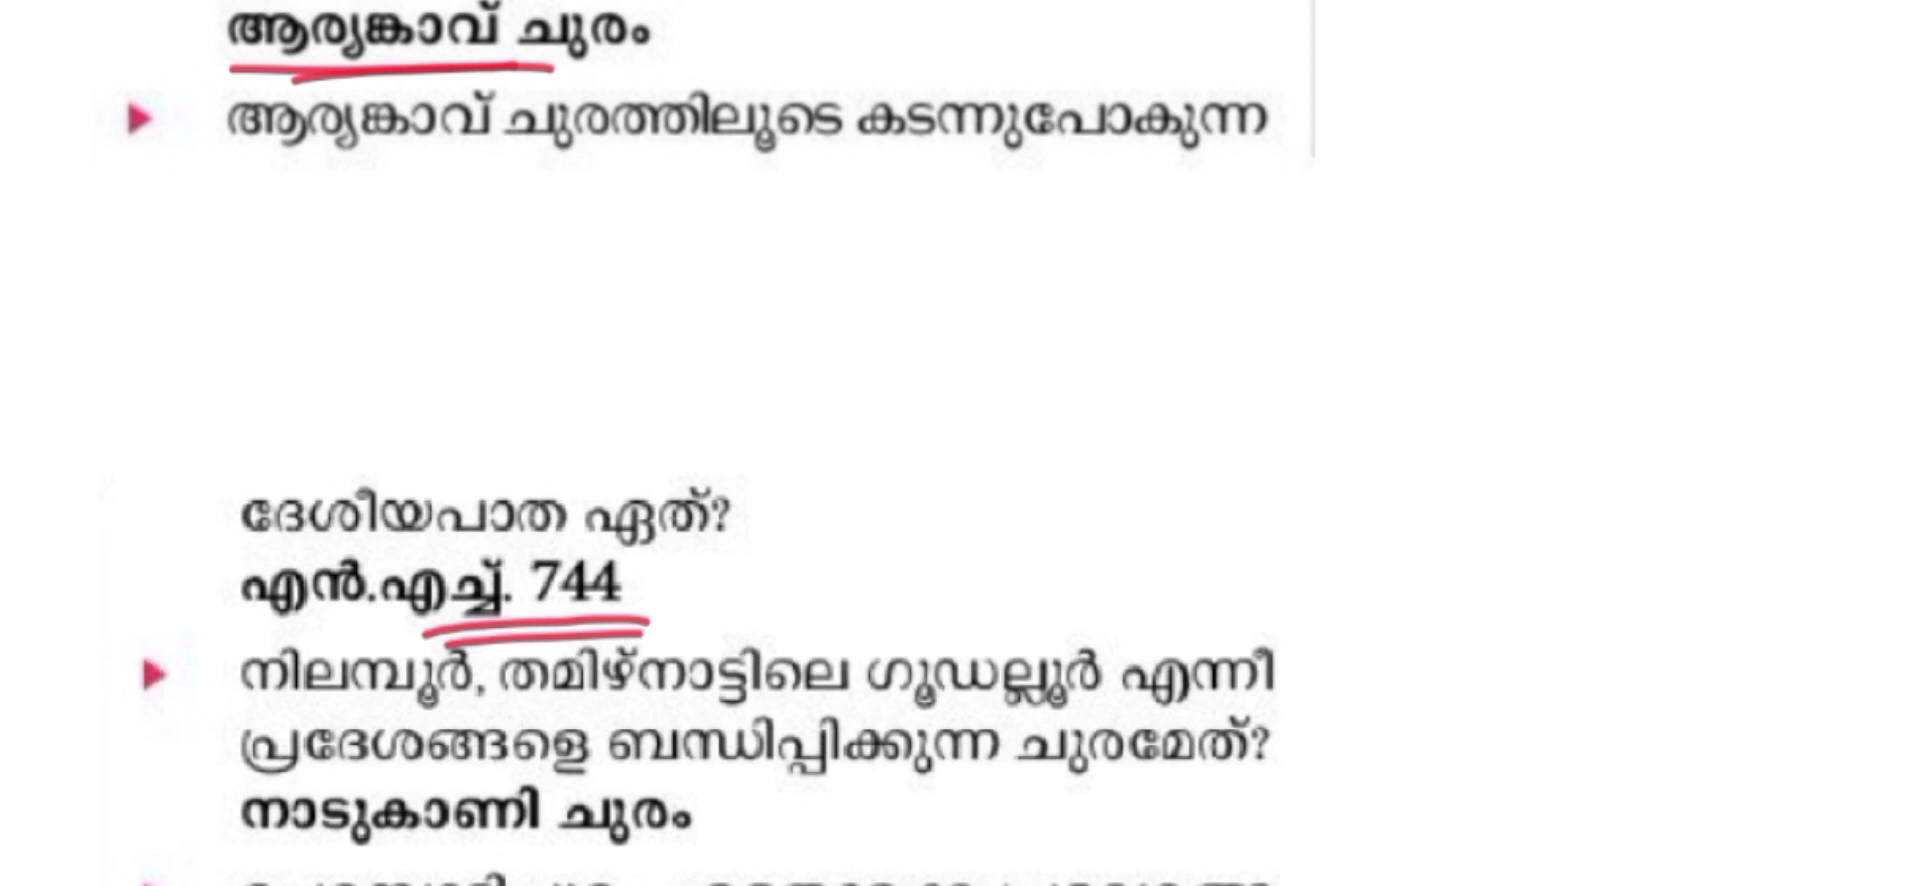 ആര്യങ്കാവ് ചുരം
ആര്യങ്കാവ് ചുരത്തിലൂടെ കടന്നുപോകുന്ന
ദേശീയപാത ഏത്?
എൻ.എച്ച്. 744
നിലമ്പൂർ, തമിഴ്നാട്ടിലെ ഗൂഡല്ലൂർ എന്നീ
പ്രദേശങ്ങളെ ബന്ധിപ്പിക്കുന്ന ചുരമേത്?
നാടുകാണി ചുരം